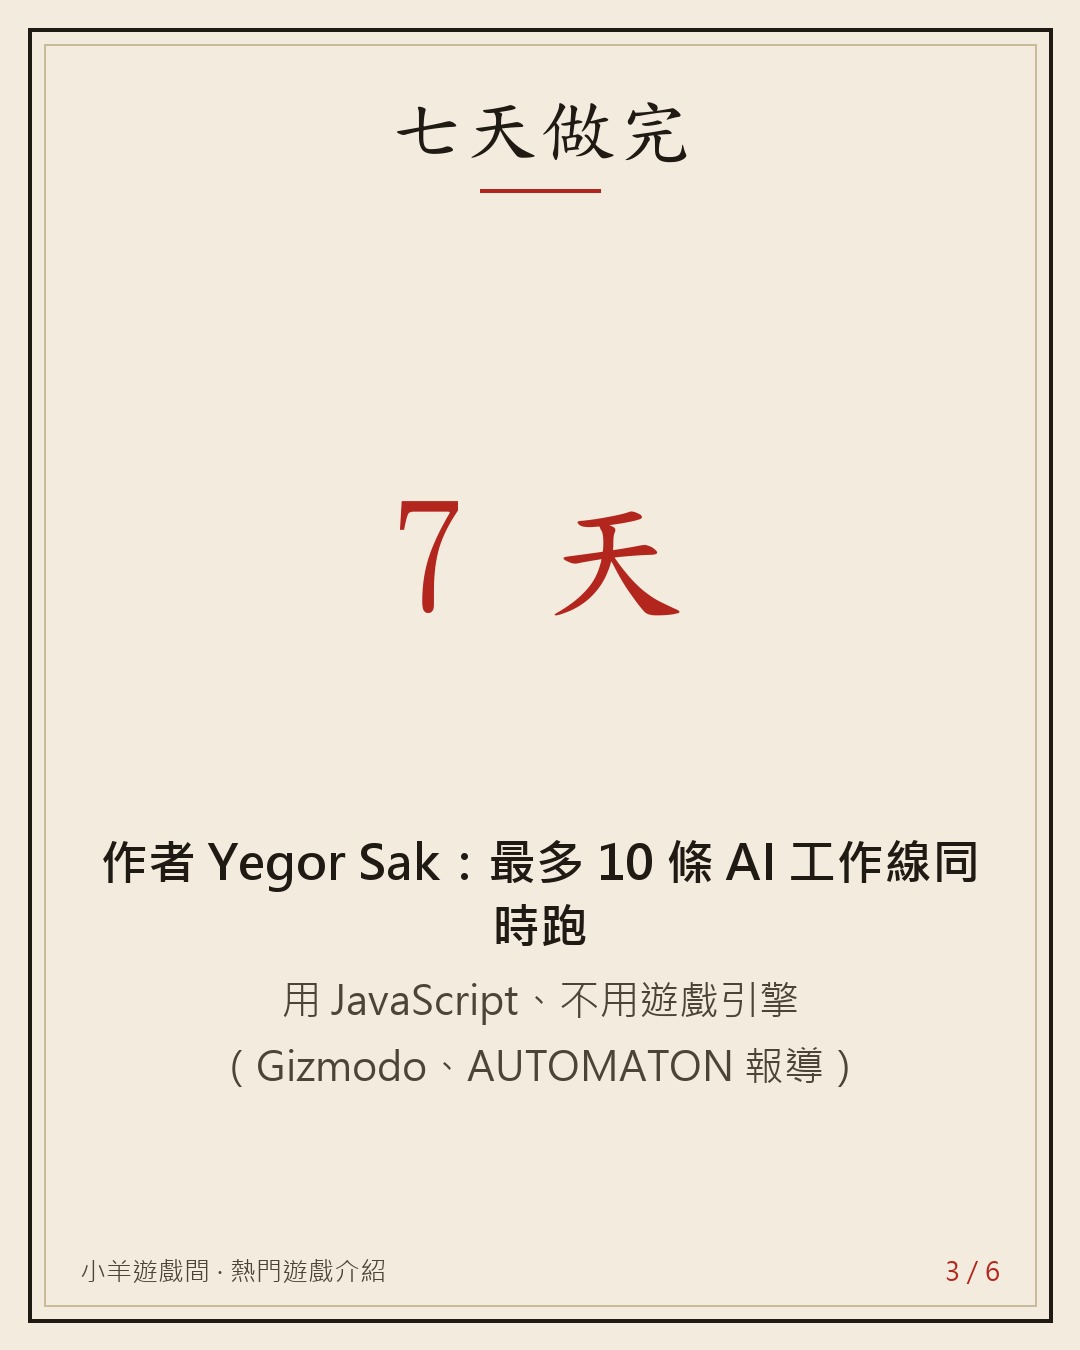 七天做完
7 天
作者 Yegor Sak：最多 10 條 AI 工作線同
時跑
用 JavaScript、不用遊戲引擎
（Gizmodo、AUTOMATON 報導）
小羊遊戲間 · 熱門遊戲介紹
3 / 6